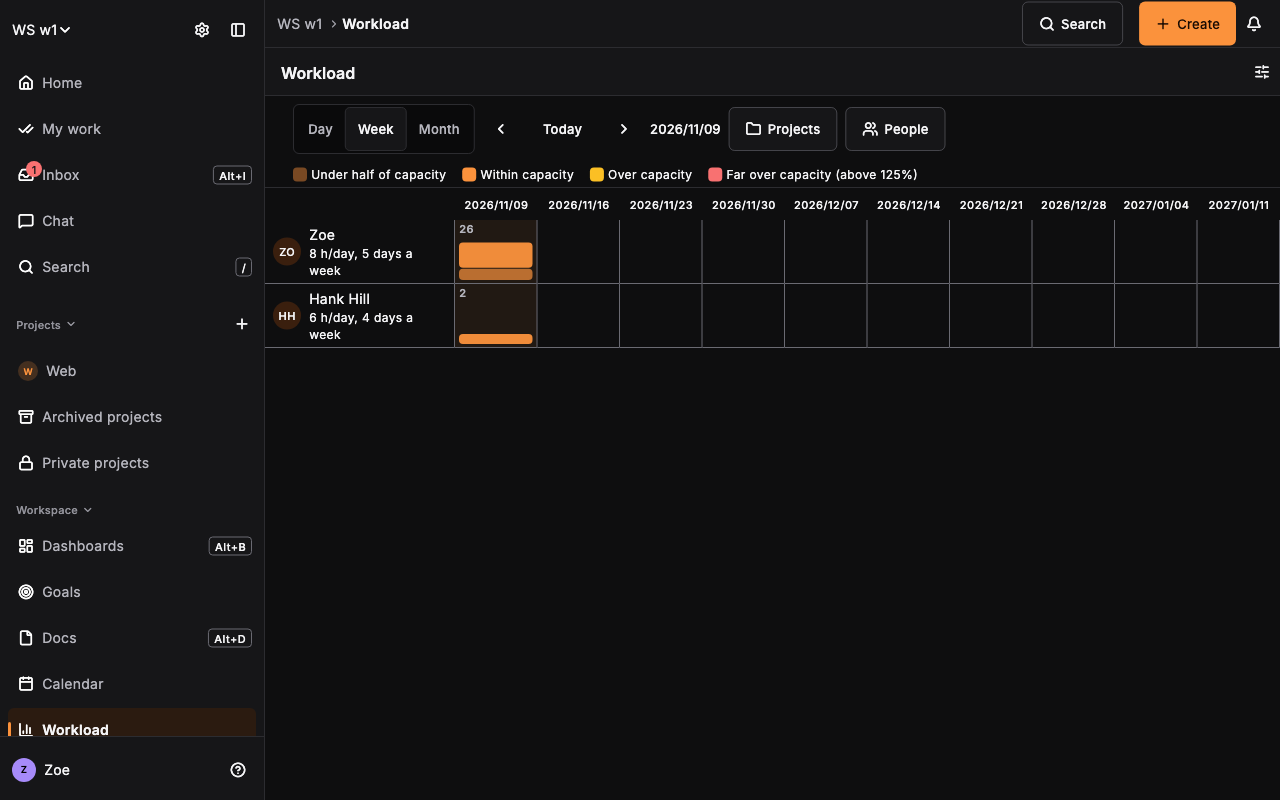 WS w1
Home
My work
1
Inbox
Alt+I
Chat
Search
/
Projects
W
Web
Archived projects
Private projects
Workspace
Dashboards
Alt+B
Goals
Docs
Alt+D
Calendar
Workload
Z
Zoe
WS w1 > Workload
Search
+ Create
Workload
Day
Week
Month
Today
2026/11/09
Projects
People
Under half of capacity
Within capacity
Over capacity
Far over capacity (above 125%)
2026/11/09
2026/11/16
2026/11/23
2026/11/30
2026/12/07
2026/12/14
2026/12/21
2026/12/28
2027/01/04
2027/01/11
ZO
Zoe
8 h/day, 5 days a
week
26
HH
Hank Hill
6 h/day, 4 days a
week
2